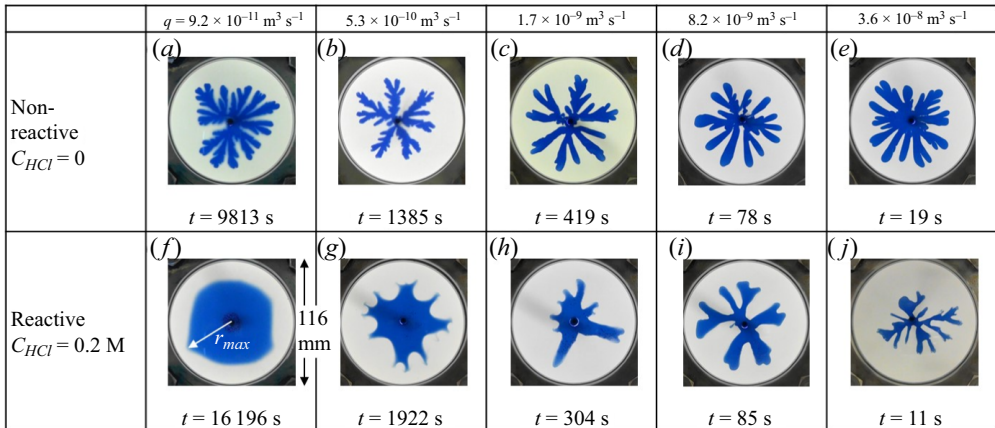 q = 9.2 × 10⁻¹¹ m³ s⁻¹
5.3 × 10⁻¹⁰ m³ s⁻¹
1.7 × 10⁻⁹ m³ s⁻¹
8.2 × 10⁻⁹ m³ s⁻¹
3.6 × 10⁻⁸ m³ s⁻¹
(a)
(b)
(c)
(d)
(e)
Non-
reactive
C_HCl = 0
t = 9813 s
t = 1385 s
t = 419 s
t = 78 s
t = 19 s
(f)
(g)
(h)
(i)
(j)
Reactive
C_HCl = 0.2 M
r_max
116
mm
t = 16 196 s
t = 1922 s
t = 304 s
t = 85 s
t = 11 s